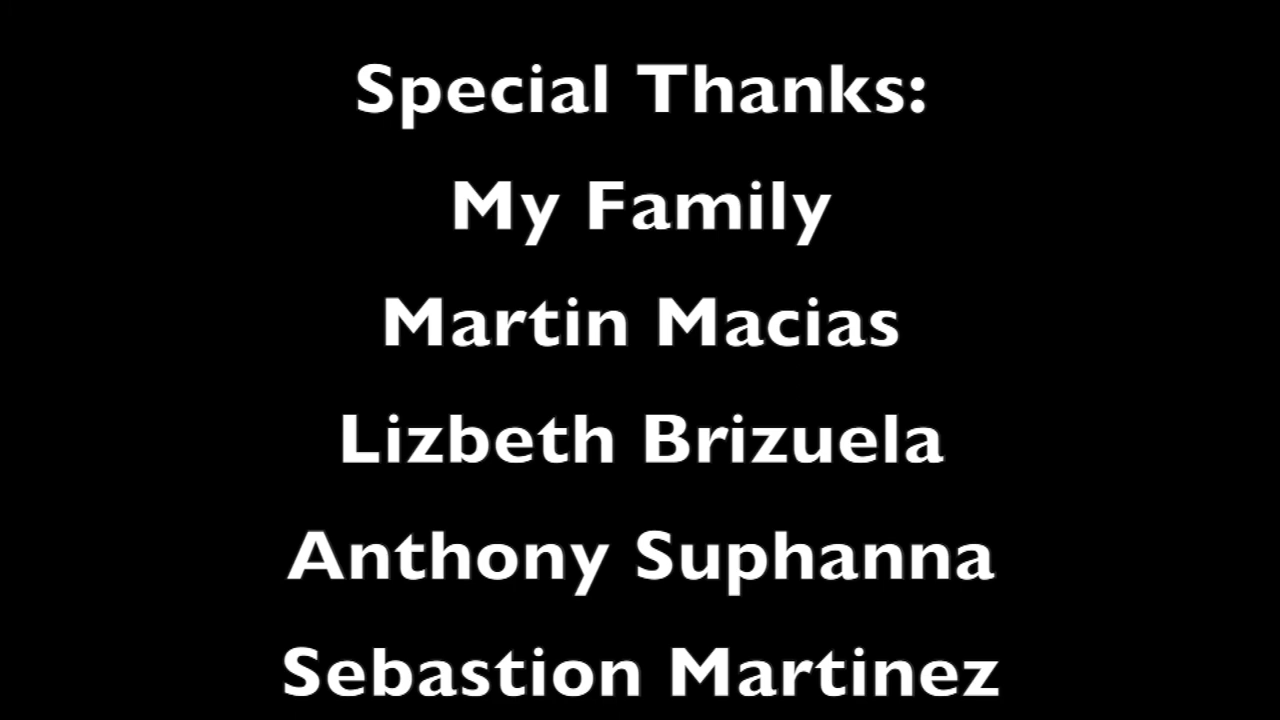 Special Thanks:
My Family
Martin Macias
Lizbeth Brizuela
Anthony Suphanna
Sebastion Martinez